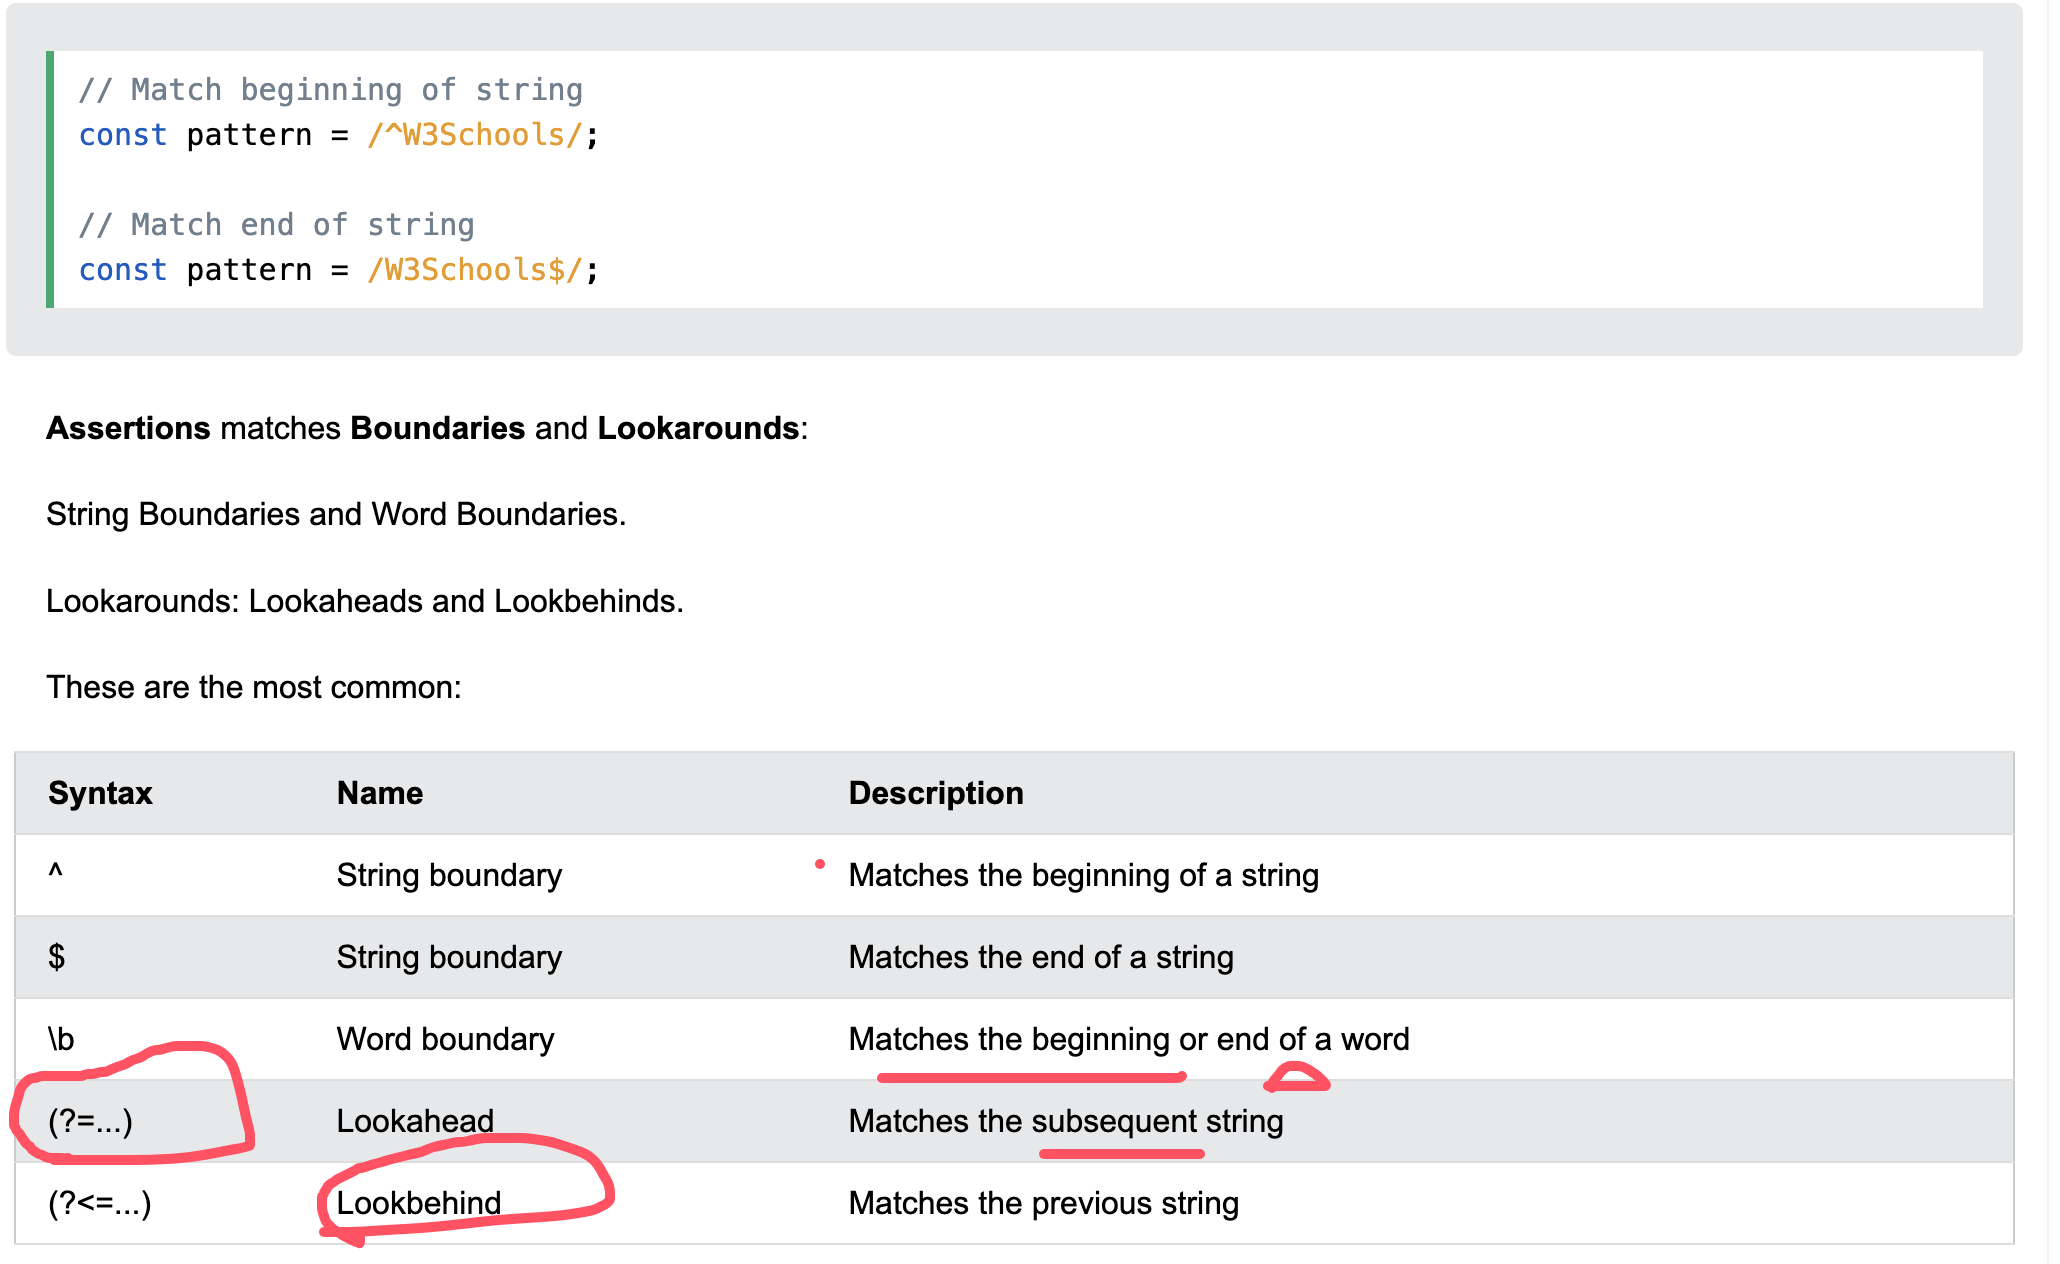 // Match beginning of string
const pattern = /^W3Schools/;
// Match end of string
const pattern = /W3Schools$/;
Assertions matches Boundaries and Lookarounds:
String Boundaries and Word Boundaries.
Lookarounds: Lookaheads and Lookbehinds.
These are the most common:
Syntax Name Description
^ String boundary Matches the beginning of a string
$ String boundary Matches the end of a string
\b Word boundary Matches the beginning or end of a word
(?=...) Lookahead Matches the subsequent string
(?<=...) Lookbehind Matches the previous string